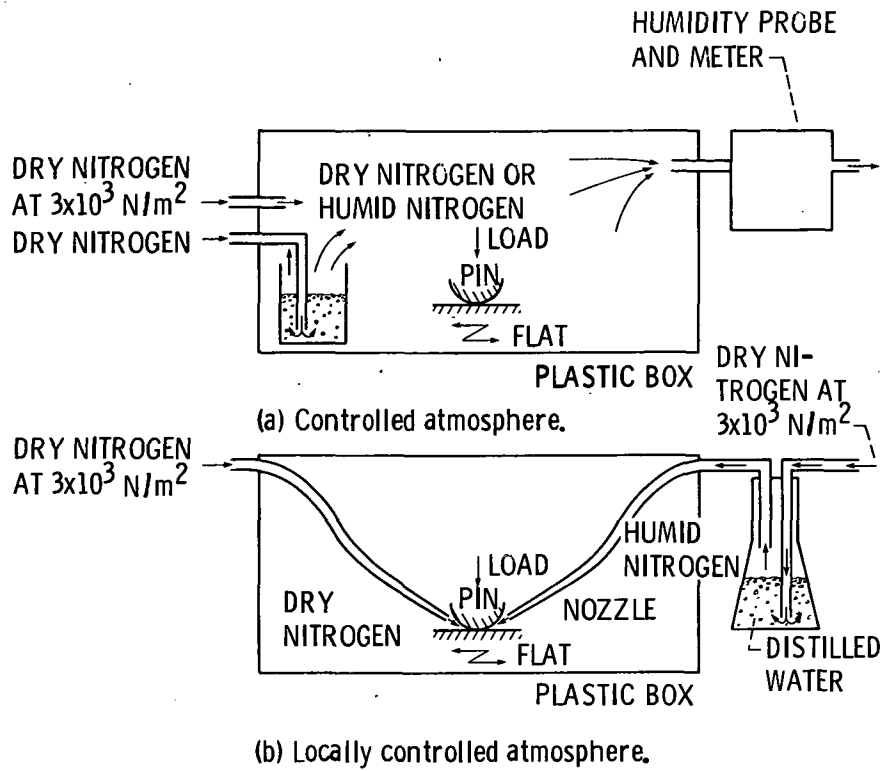 HUMIDITY PROBE
AND METER
DRY NITROGEN
AT 3x10³ N/m²
DRY NITROGEN
DRY NITROGEN OR
HUMID NITROGEN
LOAD
PIN
FLAT
PLASTIC BOX
(a) Controlled atmosphere.
DRY NI-
TROGEN AT
3x10³ N/m²
DRY NITROGEN
AT 3x10³ N/m²
HUMID
NITROGEN
LOAD
PIN
NOZZLE
DRY
NITROGEN
FLAT
DISTILLED
WATER
PLASTIC BOX
(b) Locally controlled atmosphere.